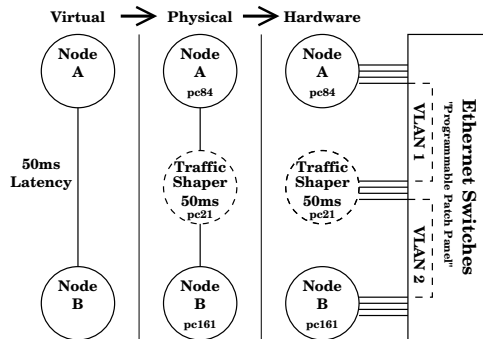 Virtual
Physical
Hardware
Node
A
Node
A
pc84
Node
A
pc84
50ms
Latency
Traffic
Shaper
50ms
pc21
Traffic
Shaper
50ms
pc21
Node
B
Node
B
pc161
Node
B
pc161
VLAN 1
VLAN 2
"Programmable Patch Panel"
Ethernet Switches